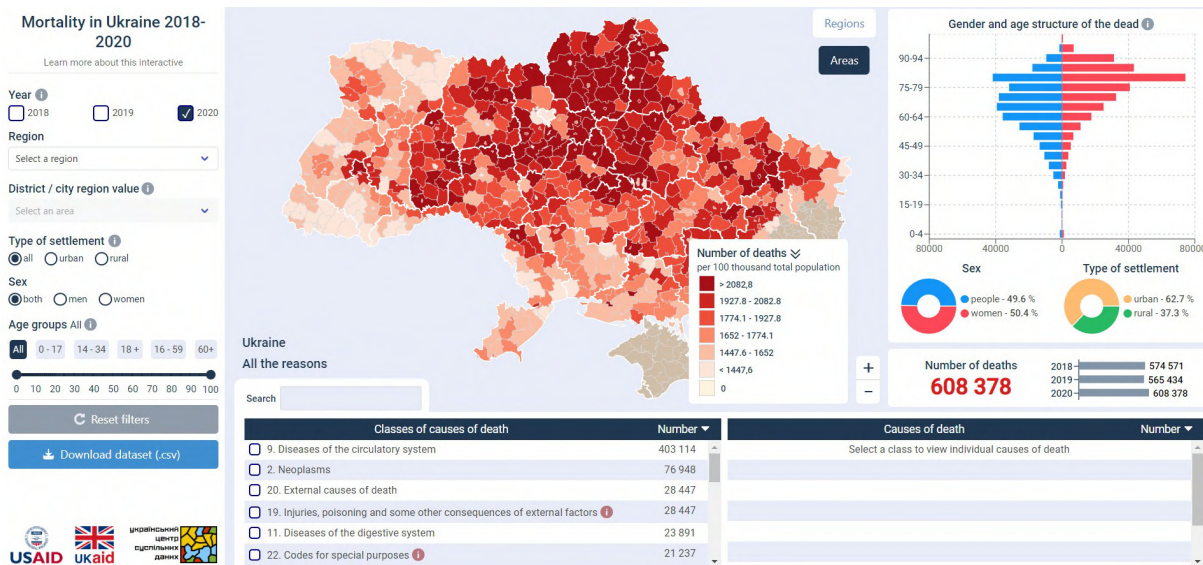 Mortality in Ukraine 2018-
2020
Learn more about this interactive
Year
2018 2019 2020
Region
Select a region
District / city region value
Select an area
Type of settlement
all urban rural
Sex
both men women
Age groups All
All 0-17 14-34 18+ 16-59 60+
0 10 20 30 40 50 60 70 80 90 100
Reset filters
Download dataset (.csv)
USAID
UKaid
український
центр
суспільних
даних
Regions
Areas
Number of deaths
per 100 thousand total population
> 2082,8
1927.8 - 2082.8
1774.1 - 1927.8
1652 - 1774.1
1447.6 - 1652
< 1447,6
0
Ukraine
All the reasons
+
−
Search
Classes of causes of death Number
9. Diseases of the circulatory system 403 114
2. Neoplasms 76 948
20. External causes of death 28 447
19. Injuries, poisoning and some other consequences of external factors 28 447
11. Diseases of the digestive system 23 891
22. Codes for special purposes 21 237
Causes of death Number
Select a class to view individual causes of death
Gender and age structure of the dead
90-94
75-79
60-64
45-49
30-34
15-19
0-4
80000 40000 0 40000 80000
Sex
people - 49.6 %
women - 50.4 %
Type of settlement
urban - 62.7 %
rural - 37.3 %
Number of deaths
608 378
2018 574 571
2019 565 434
2020 608 378